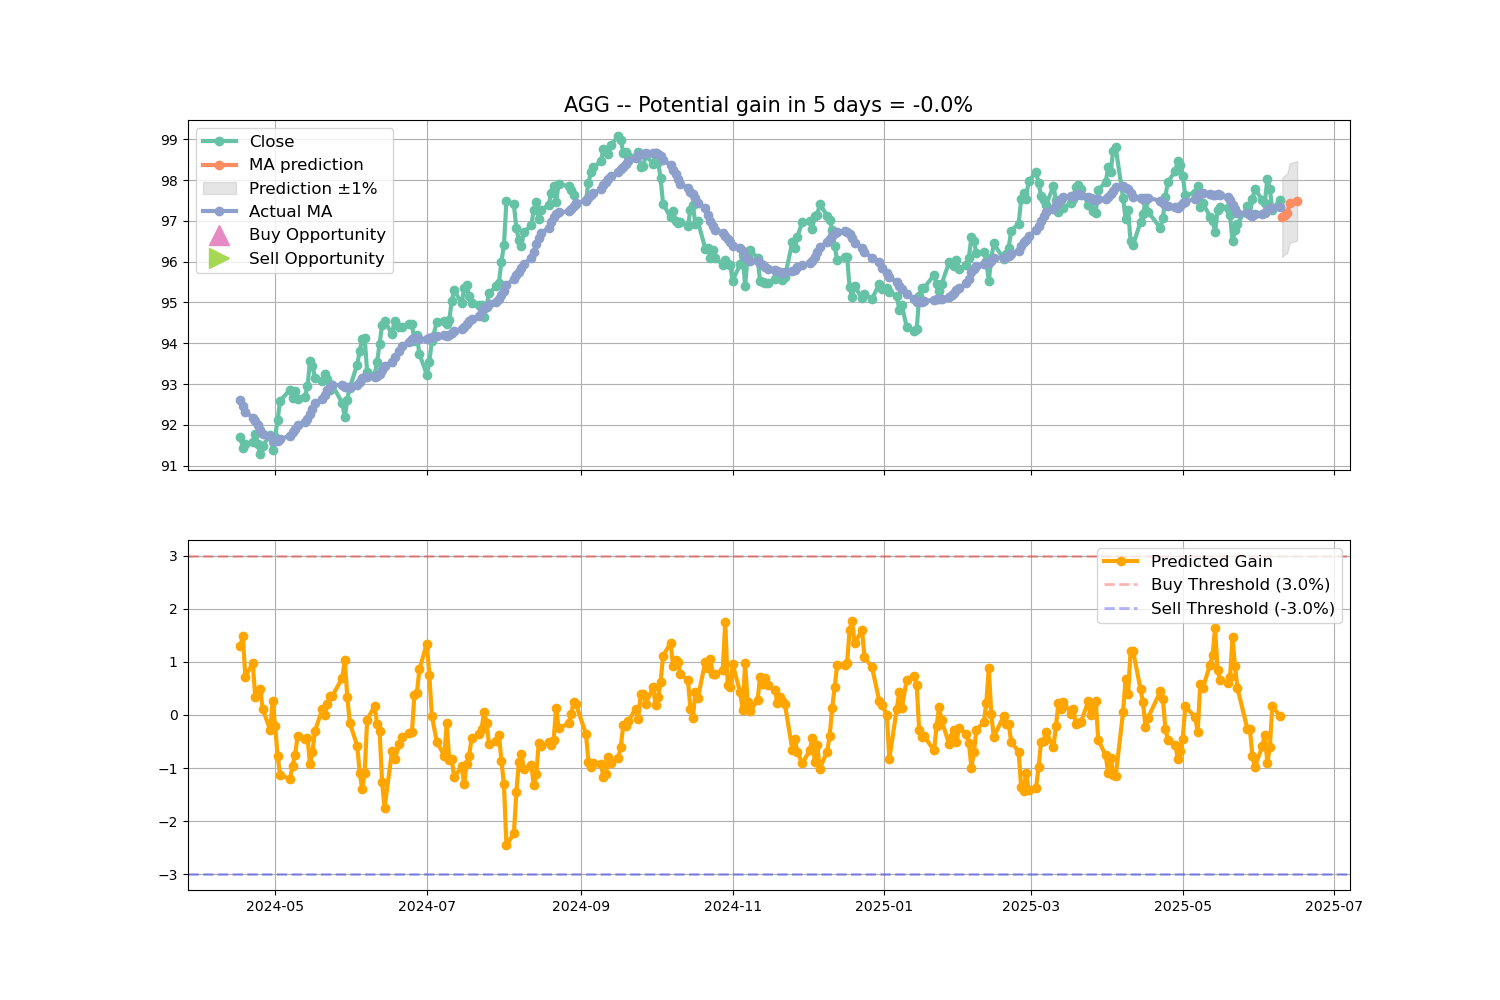 AGG -- Potential gain in 5 days = -0.0%
99
98
97
96
95
94
93
92
91
Close
MA prediction
Prediction ±1%
Actual MA
Buy Opportunity
Sell Opportunity
3
2
1
0
−1
−2
−3
Predicted Gain
Buy Threshold (3.0%)
Sell Threshold (-3.0%)
2024-05
2024-07
2024-09
2024-11
2025-01
2025-03
2025-05
2025-07